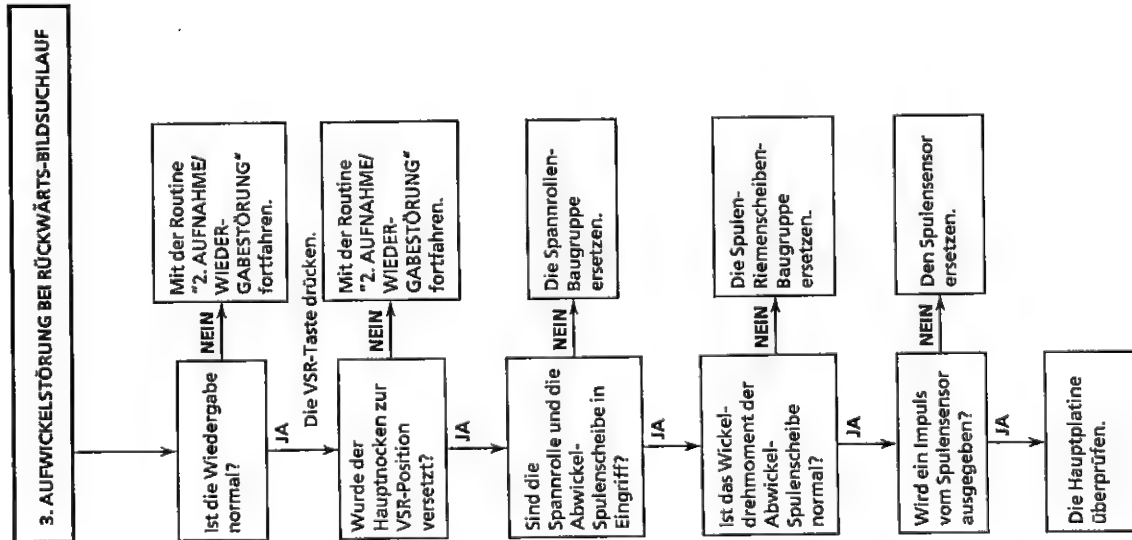 3. AUFWICKELSTÖRUNG BEI RÜCKWÄRTS-BILDSUCHLAUF
Ist die Wiedergabe
normal?
NEIN
Mit der Routine
"2. AUFNAHME/
WIEDER-
GABESTÖRUNG"
fortfahren.
JA
Die VSR-Taste drücken.
Wurde der
Hauptnocken zur
VSR-Position
versetzt?
NEIN
Mit der Routine
"2. AUFNAHME/
WIEDER-
GABESTÖRUNG"
fortfahren.
JA
Sind die
Spannrolle und die
Abwickel-
Spulenscheibe in
Eingriff?
NEIN
Die Spannrollen-
Baugruppe
ersetzen.
JA
Ist das Wickel-
drehmoment der
Abwickel-
Spulenscheibe
normal?
NEIN
Die Spulen-
Riemenscheiben-
Baugruppe
ersetzen.
JA
Wird ein Impuls
vom Spulensensor
ausgegeben?
NEIN
Den Spulensensor
ersetzen.
JA
Die Hauptplatine
überprüfen.